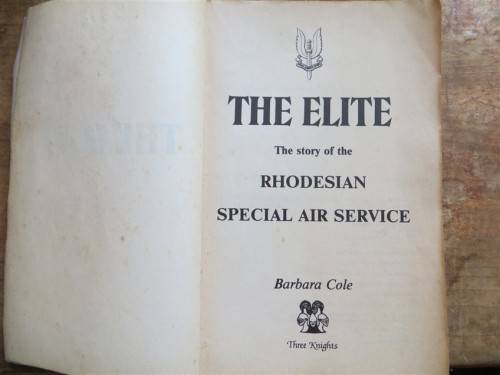 THE ELITE
The story of the
RHODESIAN
SPECIAL AIR SERVICE
Barbara Cole
Three Knights